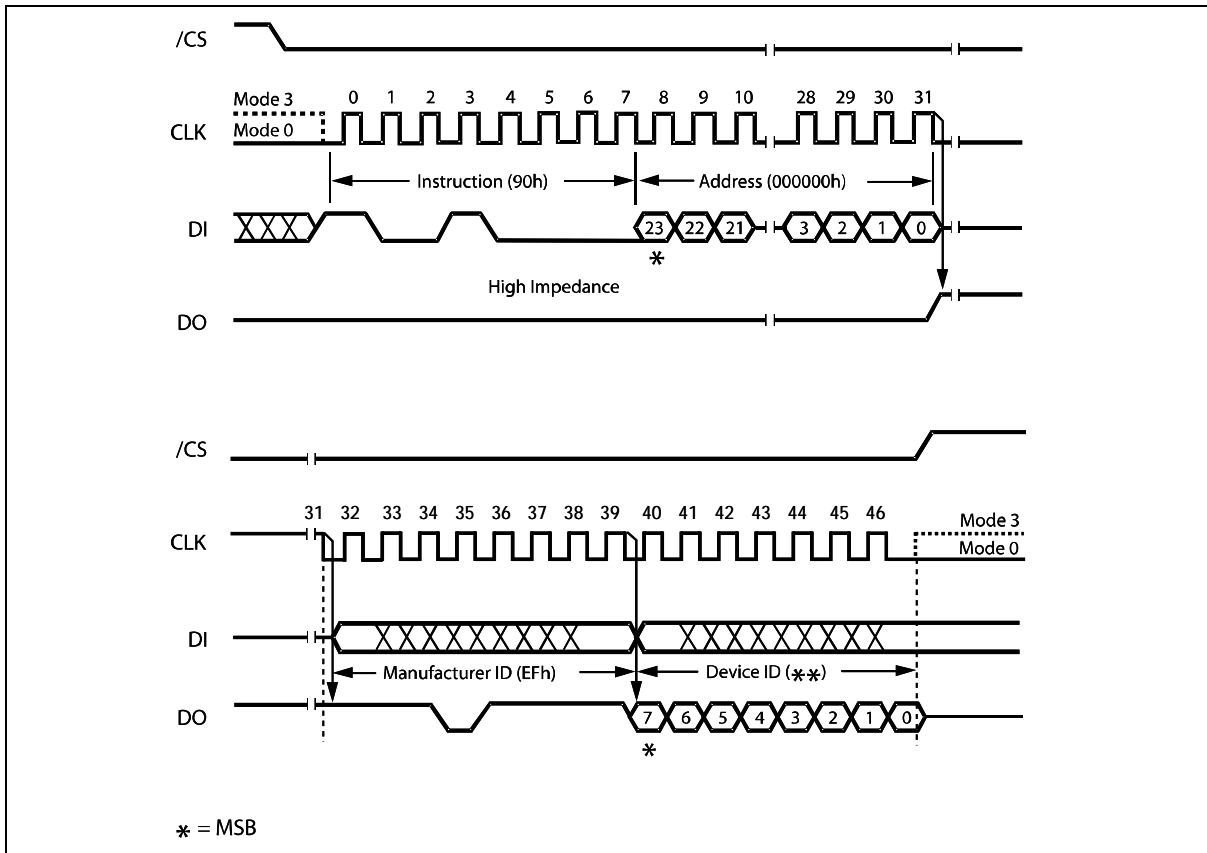 /CS
Mode 3
0 1 2 3 4 5 6 7 8 9 10 28 29 30 31
CLK
Mode 0
Instruction (90h)
Address (000000h)
DI
23 22 21 3 2 1 0
*
High Impedance
DO
/CS
31 32 33 34 35 36 37 38 39 40 41 42 43 44 45 46
Mode 3
CLK
Mode 0
DI
Manufacturer ID (EFh)
Device ID (**)
DO
7 6 5 4 3 2 1 0
*
* = MSB